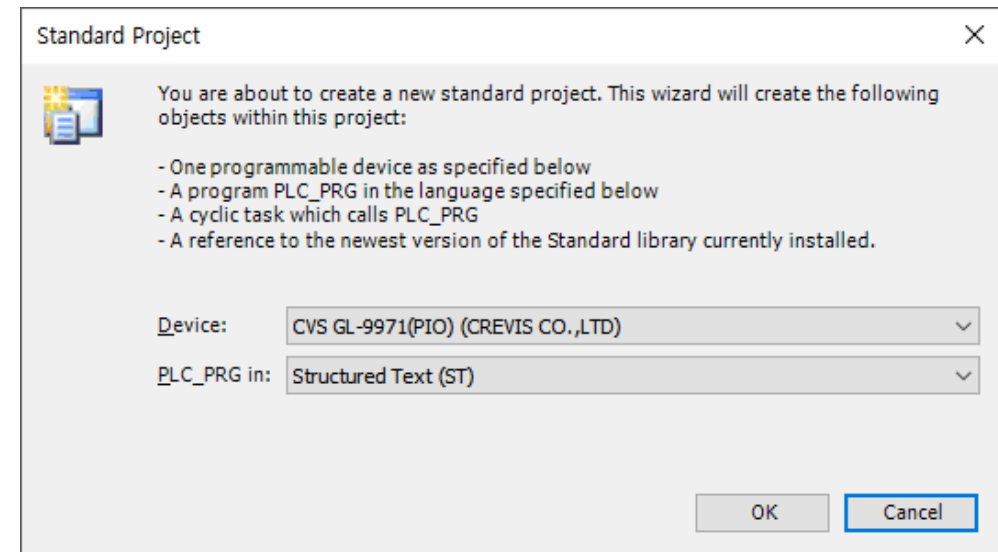 Standard Project
You are about to create a new standard project. This wizard will create the following
objects within this project:
- One programmable device as specified below
- A program PLC_PRG in the language specified below
- A cyclic task which calls PLC_PRG
- A reference to the newest version of the Standard library currently installed.
Device: CVS GL-9971(PIO) (CREVIS CO.,LTD)
PLC_PRG in: Structured Text (ST)
OK Cancel